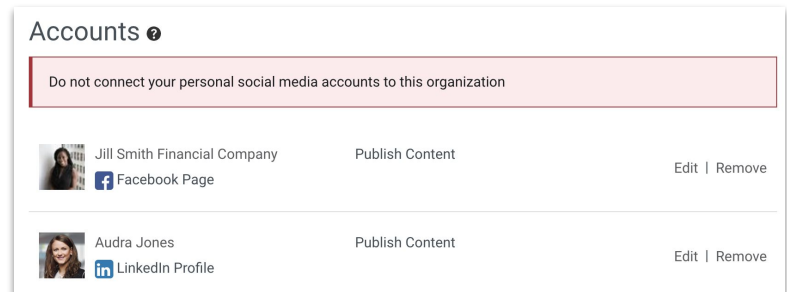 Accounts ?
Do not connect your personal social media accounts to this organization
Jill Smith Financial Company
Publish Content
Facebook Page
Edit | Remove
Audra Jones
Publish Content
LinkedIn Profile
Edit | Remove